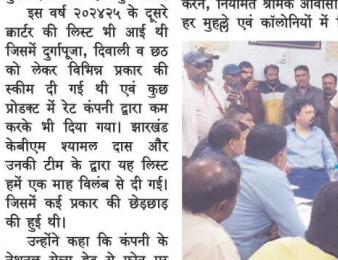 इस वर्ष २०२४२५ के दूसरे
क्वार्टर की लिस्ट भी आई थी
जिसमें दुर्गापूजा, दिवाली व छठ
को लेकर विभिन्न प्रकार की
स्कीम दी गई थी एवं कुछ
प्रोडक्ट में रेट कंपनी द्वारा कम
करके भी दिया गया। झारखंड
केबीएम श्यामल दास और
उनकी टीम के द्वारा यह लिस्ट
हमें एक माह विलंब से दी गई।
जिसमें कई प्रकार की छेड़छाड़
की हुई थी।
उन्होंने कहा कि कंपनी के
करने, नियमित श्रमिक आवासों
हर मुहल्ले एवं कॉलोनियों में